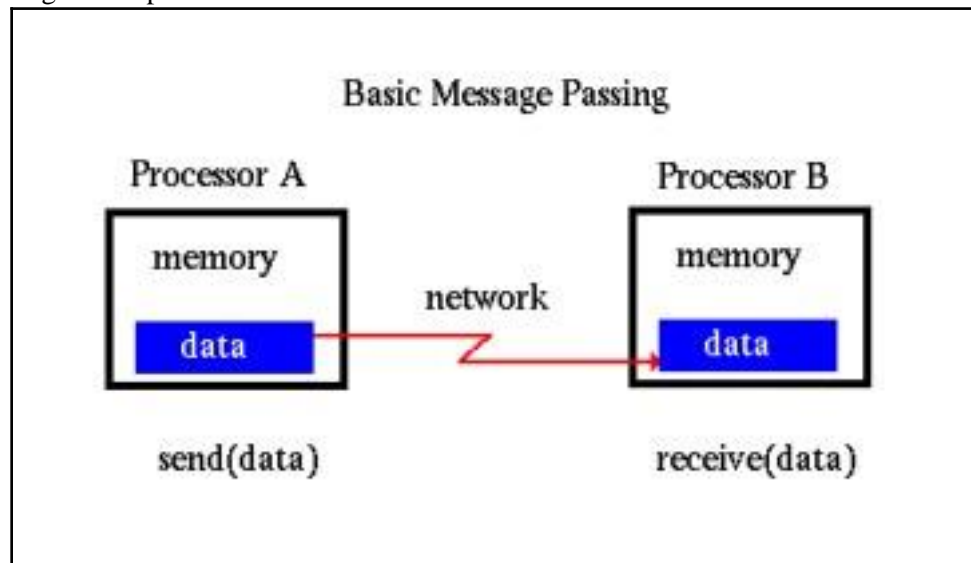 Basic Message Passing
Processor A
Processor B
memory
memory
network
data
data
send(data)
receive(data)